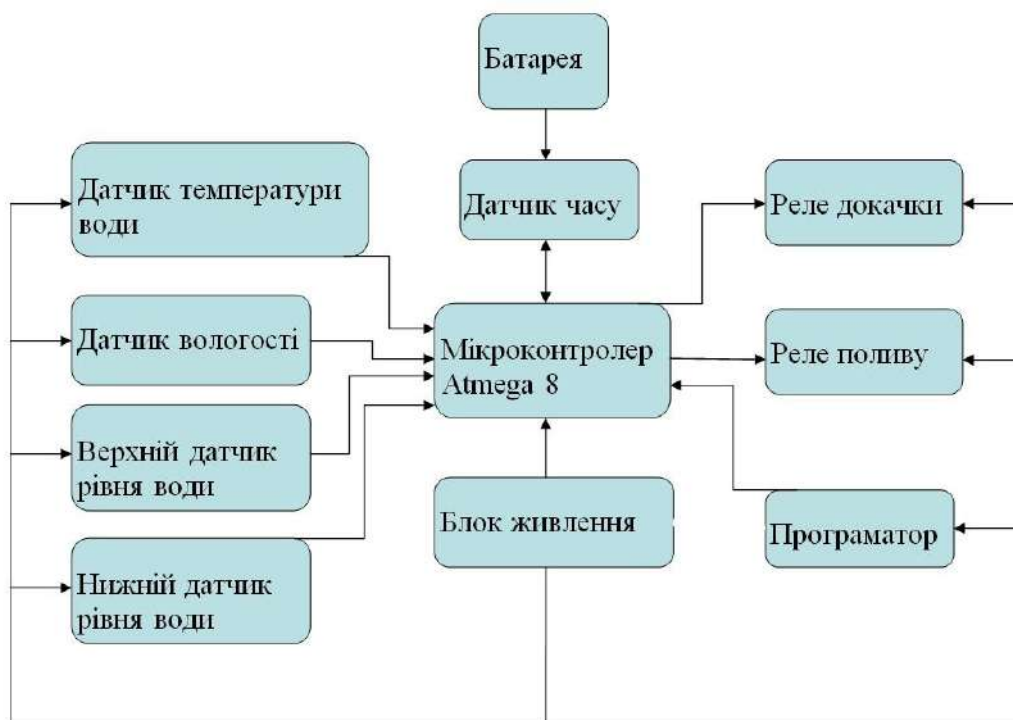 Батарея
Датчик температури
води
Датчик часу
Реле докачки
Датчик вологості
Мікроконтролер
Atmega 8
Реле поливу
Верхній датчик
рівня води
Блок живлення
Програматор
Нижній датчик
рівня води